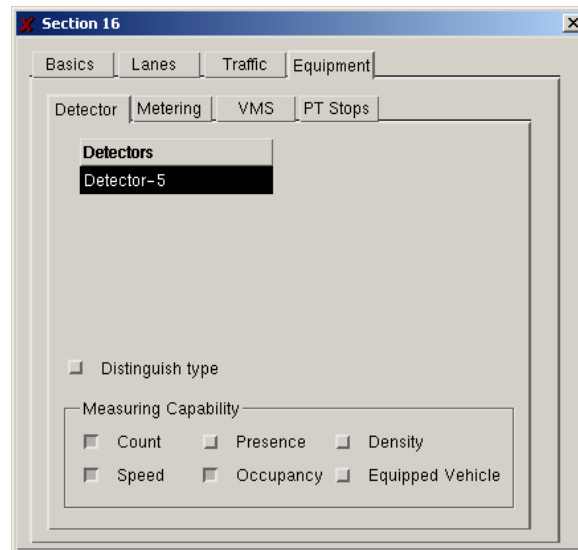 Section 16
Basics Lanes Traffic Equipment
Detector Metering VMS PT Stops
Detectors
Detector-5
Distinguish type
Measuring Capability
Count Presence Density
Speed Occupancy Equipped Vehicle